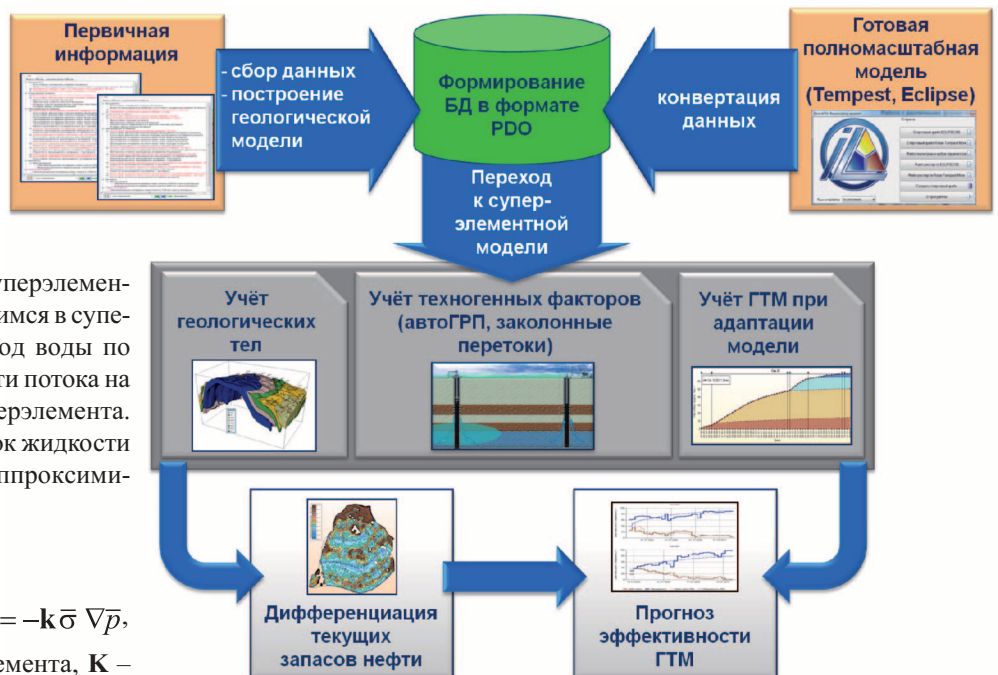 Первичная
информация
- сбор данных
- построение
геологической
модели
Формирование
БД в формате
PDO
конвертация
данных
Готовая
полномасштабная
модель
(Tempest, Eclipse)
Переход
к супер-
элементной
модели
Учёт
геологических
тел
Учёт техногенных факторов
(автоГРП, заколонные
перетоки)
Учёт ГТМ при
адаптации
модели
Дифференциация
текущих
запасов нефти
Прогноз
эффективности
ГТМ
уперэлемен-
имся в супе-
од воды по
ти потока на
ерэлемента.
ок жидкости
ппроксими-
= −k σ̅ ∇p̅,
емента, K –